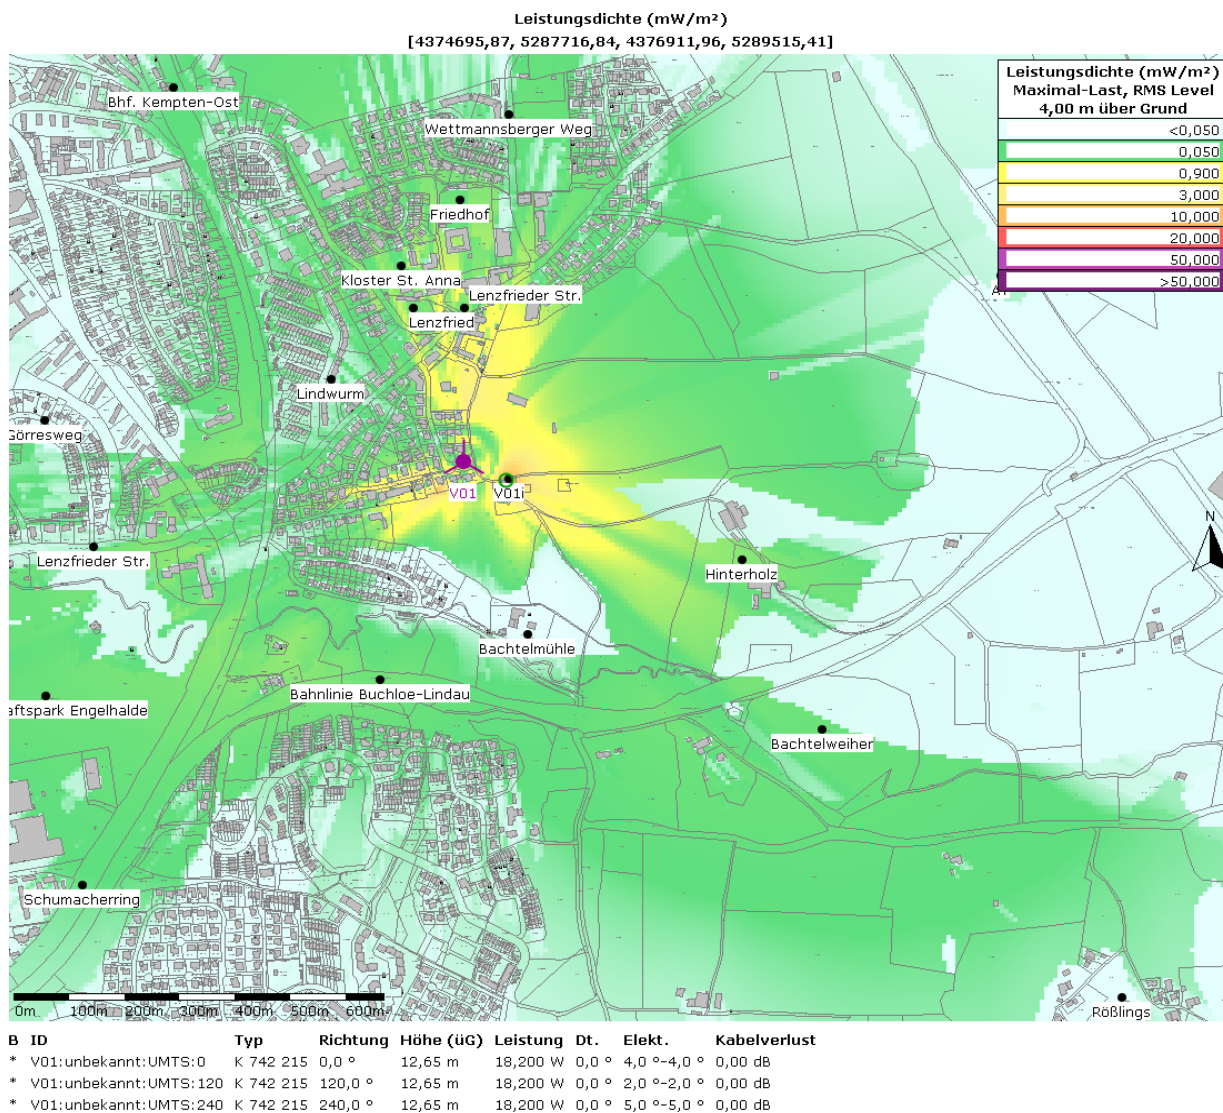 Leistungsdichte (mW/m²)
[4374695,87, 5287716,84, 4376911,96, 5289515,41]
Leistungsdichte (mW/m²)
Maximal-Last, RMS Level
4,00 m über Grund
<0,050
0,050
0,900
3,000
10,000
20,000
50,000
>50,000
Bhf. Kempten-Ost
Wettmannsberger Weg
Friedhof
Kloster St. Anna
Lenzfrieder Str.
Lenzfried
Lindwurm
Görresweg
V01
V01i
N
Lenzfrieder Str.
Hinterholz
Bachtelmühle
Bahnlinie Buchloe-Lindau
aftspark Engelhalde
Bachtelweiher
Schumacherring
Rößlings
0m
100m
200m
300m
400m
500m
600m
B ID Typ Richtung Höhe (üG) Leistung Dt. Elekt. Kabelverlust
* V01:unbekannt:UMTS:0 K 742 215 0,0 ° 12,65 m 18,200 W 0,0 ° 4,0 °-4,0 ° 0,00 dB
* V01:unbekannt:UMTS:120 K 742 215 120,0 ° 12,65 m 18,200 W 0,0 ° 2,0 °-2,0 ° 0,00 dB
* V01:unbekannt:UMTS:240 K 742 215 240,0 ° 12,65 m 18,200 W 0,0 ° 5,0 °-5,0 ° 0,00 dB